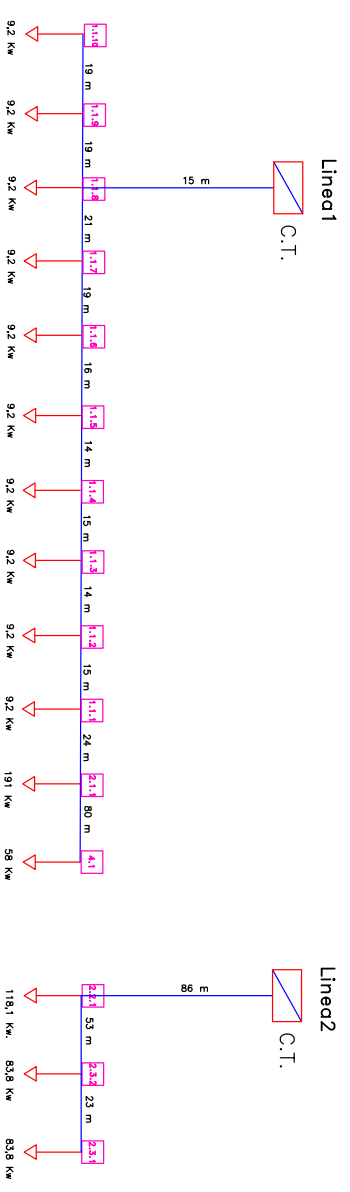 Linea1
C.T.
15 m
1.1.10
19 m
1.1.9
19 m
1.1.8
21 m
1.1.7
19 m
1.1.6
16 m
1.1.5
14 m
1.1.4
15 m
1.1.3
14 m
1.1.2
15 m
1.1.1
24 m
2.1.1
80 m
4.1
9,2 Kw
9,2 Kw
9,2 Kw
9,2 Kw
9,2 Kw
9,2 Kw
9,2 Kw
9,2 Kw
9,2 Kw
9,2 Kw
191 Kw
58 Kw
Linea2
C.T.
86 m
2.2.1
53 m
2.3.2
23 m
2.3.1
118,1 Kw.
83,8 Kw
83,8 Kw